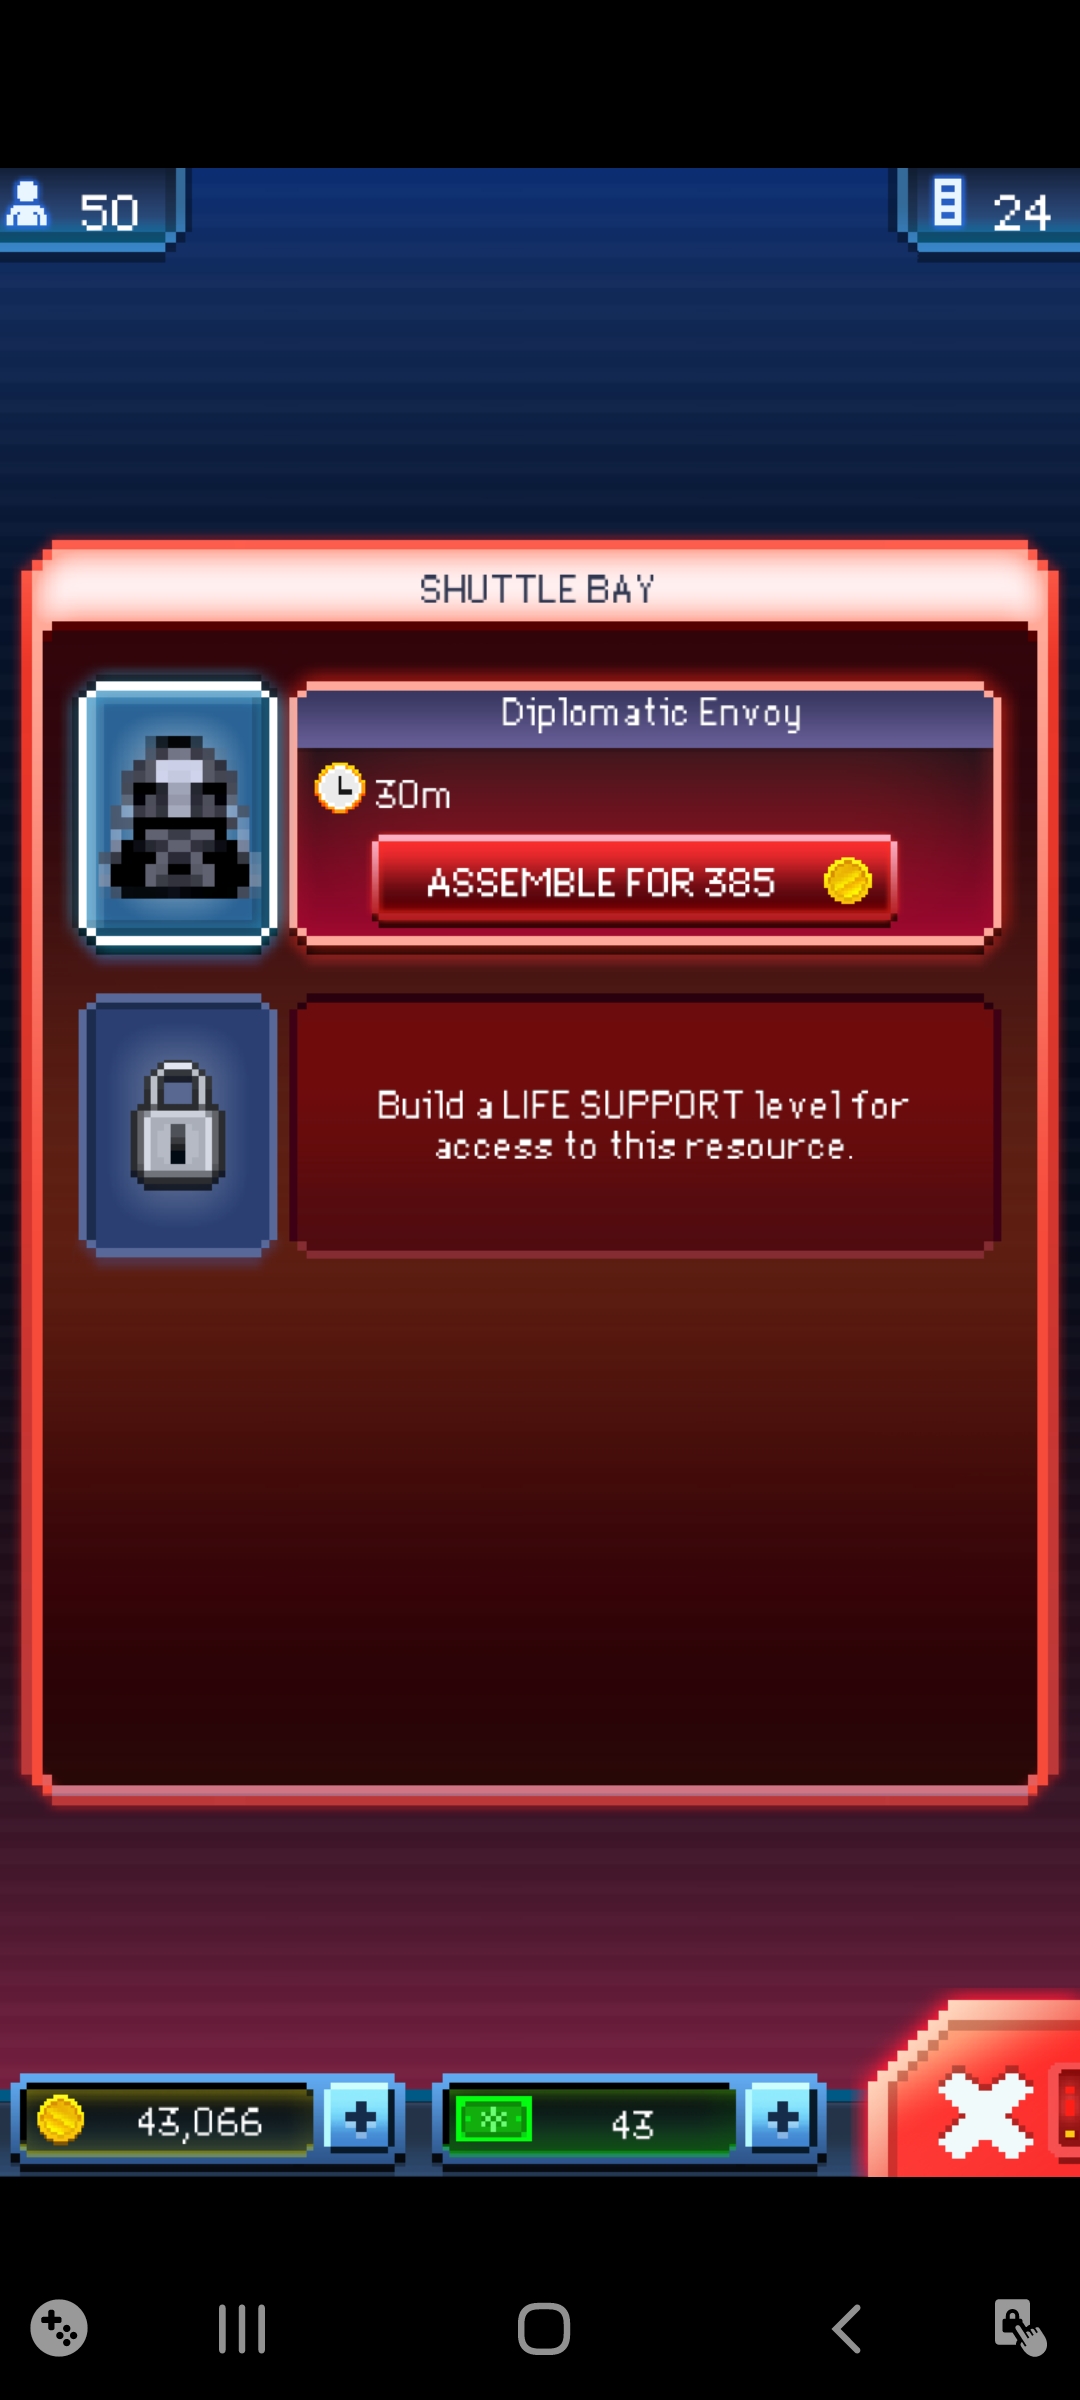 50
24
SHUTTLE BAY
Diplomatic Envoy
30m
ASSEMBLE FOR 385
Build a LIFE SUPPORT level for
access to this resource.
43,066
43